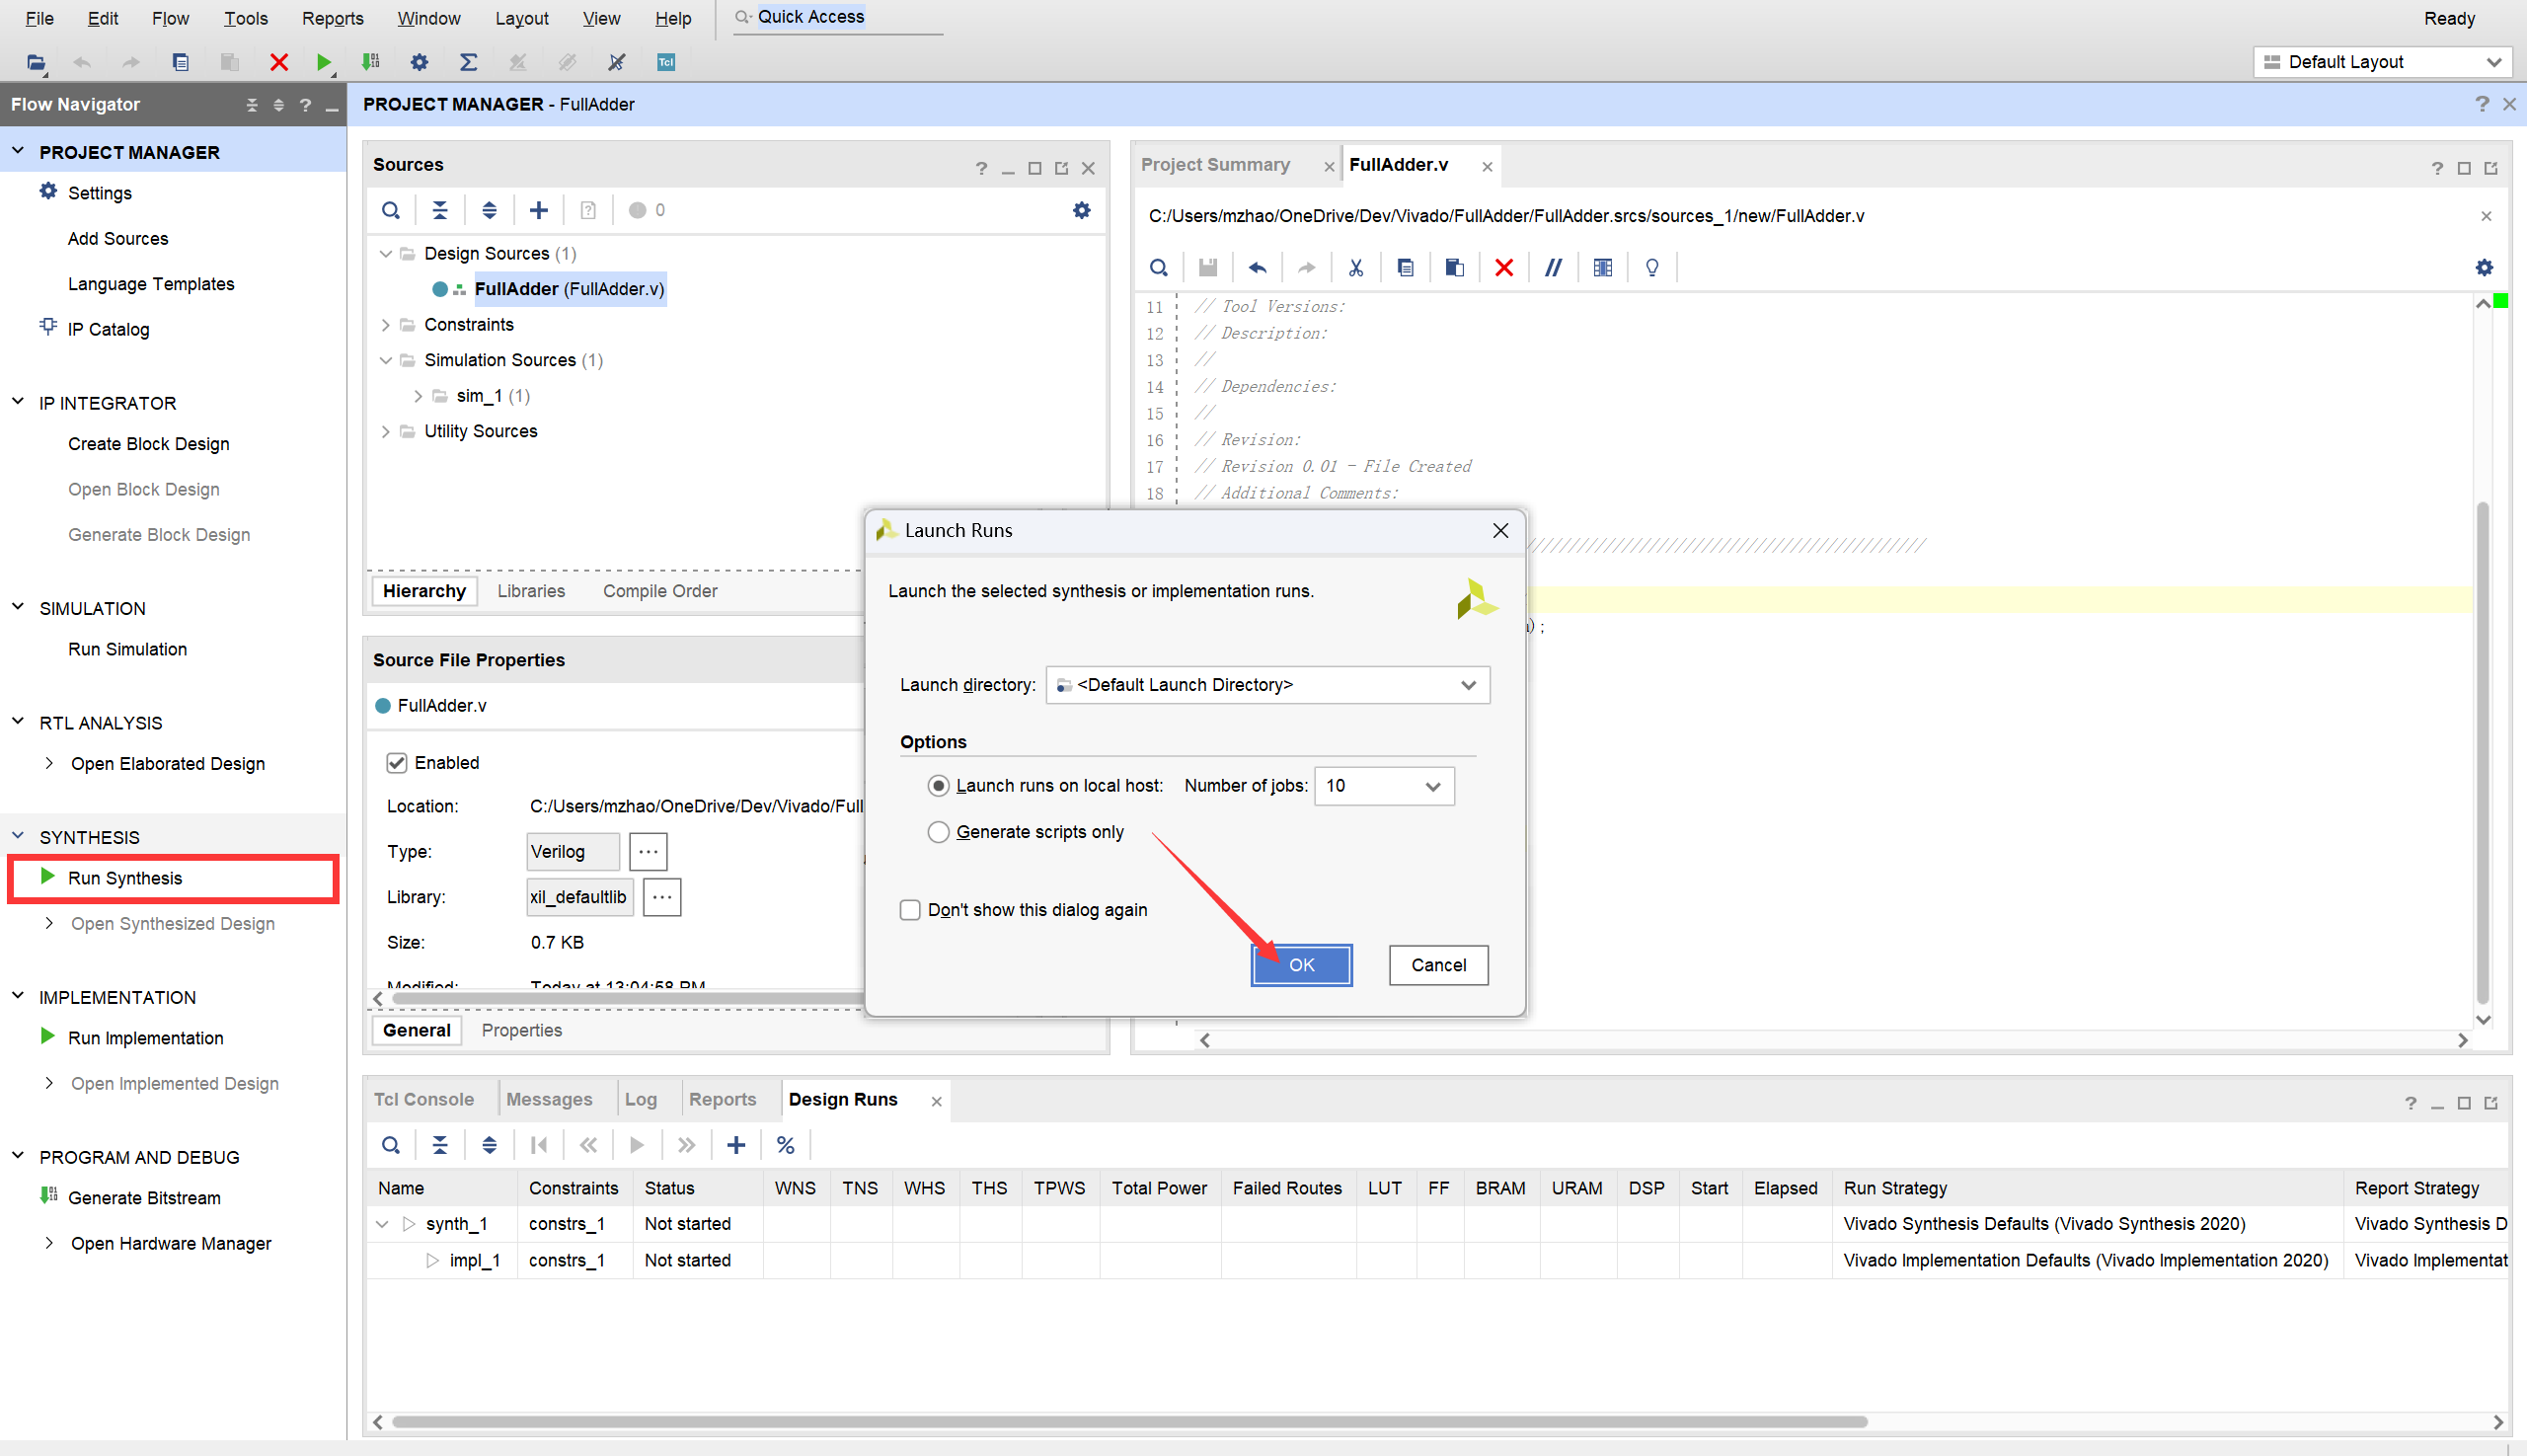 File Edit Flow Tools Reports Window Layout View Help Quick Access Ready
Tcl Default Layout
Flow Navigator
PROJECT MANAGER - FullAdder
PROJECT MANAGER
Settings
Add Sources
Language Templates
IP Catalog
IP INTEGRATOR
Create Block Design
Open Block Design
Generate Block Design
SIMULATION
Run Simulation
RTL ANALYSIS
Open Elaborated Design
SYNTHESIS
Run Synthesis
Open Synthesized Design
IMPLEMENTATION
Run Implementation
Open Implemented Design
PROGRAM AND DEBUG
Generate Bitstream
Open Hardware Manager
Sources
0
Design Sources (1)
FullAdder (FullAdder.v)
Constraints
Simulation Sources (1)
sim_1 (1)
Utility Sources
Hierarchy Libraries Compile Order
Source File Properties
FullAdder.v
Enabled
Location: C:/Users/mzhao/OneDrive/Dev/Vivado/Full
Type: Verilog ...
Library: xil_defaultlib ...
Size: 0.7 KB
Modified: Today at 13:04:58 PM
General Properties
Project Summary FullAdder.v
C:/Users/mzhao/OneDrive/Dev/Vivado/FullAdder/FullAdder.srcs/sources_1/new/FullAdder.v
11 // Tool Versions:
12 // Description:
13 //
14 // Dependencies:
15 //
16 // Revision:
17 // Revision 0.01 - File Created
18 // Additional Comments:
);
Launch Runs
Launch the selected synthesis or implementation runs.
Launch directory: <Default Launch Directory>
Options
Launch runs on local host: Number of jobs: 10
Generate scripts only
Don't show this dialog again
OK Cancel
Tcl Console Messages Log Reports Design Runs
Name Constraints Status WNS TNS WHS THS TPWS Total Power Failed Routes LUT FF BRAM URAM DSP Start Elapsed Run Strategy Report Strategy
synth_1 constrs_1 Not started Vivado Synthesis Defaults (Vivado Synthesis 2020) Vivado Synthesis D
impl_1 constrs_1 Not started Vivado Implementation Defaults (Vivado Implementation 2020) Vivado Implementat